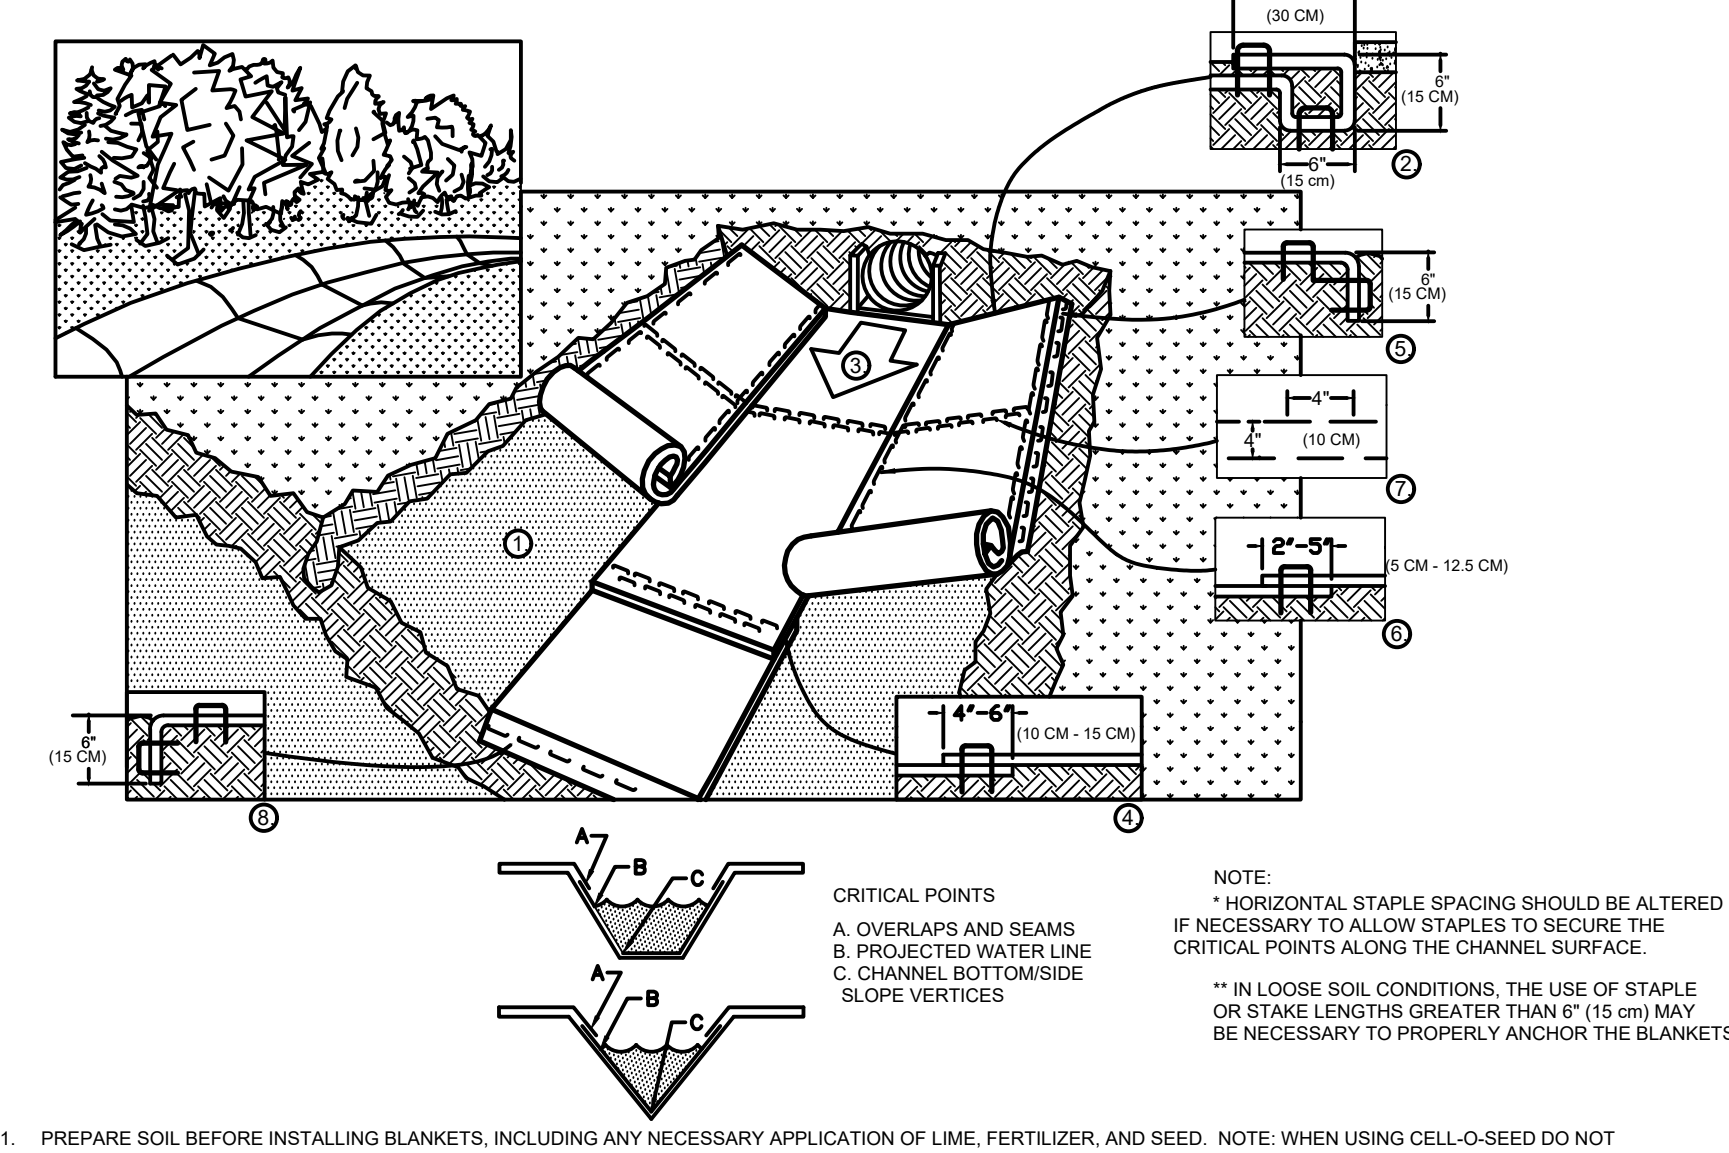 (30 CM)
6"
(15 CM)
6"
(15 cm)
2.
6"
(15 CM)
5.
3.
4"
4"
(10 CM)
7.
1.
2"-5"
(5 CM - 12.5 CM)
6.
4"-6"
(10 CM - 15 CM)
4.
6"
(15 CM)
8.
A
B
C
A
B
C
CRITICAL POINTS
A. OVERLAPS AND SEAMS
B. PROJECTED WATER LINE
C. CHANNEL BOTTOM/SIDE
SLOPE VERTICES
NOTE:
* HORIZONTAL STAPLE SPACING SHOULD BE ALTERED
IF NECESSARY TO ALLOW STAPLES TO SECURE THE
CRITICAL POINTS ALONG THE CHANNEL SURFACE.
** IN LOOSE SOIL CONDITIONS, THE USE OF STAPLE
OR STAKE LENGTHS GREATER THAN 6" (15 cm) MAY
BE NECESSARY TO PROPERLY ANCHOR THE BLANKETS
1. PREPARE SOIL BEFORE INSTALLING BLANKETS, INCLUDING ANY NECESSARY APPLICATION OF LIME, FERTILIZER, AND SEED. NOTE: WHEN USING CELL-O-SEED DO NOT